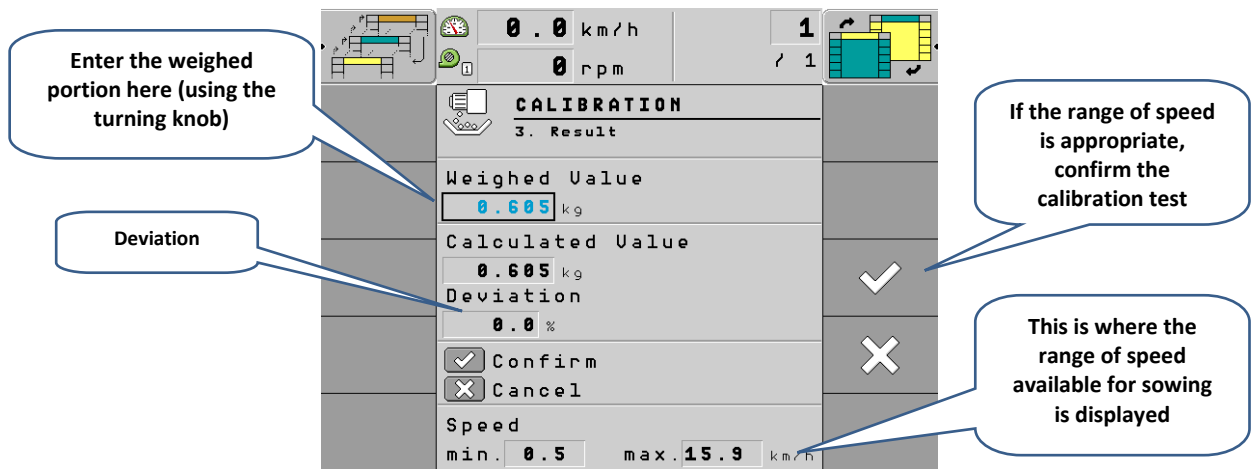 Enter the weighed
portion here (using the
turning knob)
Deviation
0.0 km/h
1
0 rpm
/ 1
1
CALIBRATION
3. Result
Weighed Value
0.605 kg
Calculated Value
0.605 kg
Deviation
0.0 %
Confirm
Cancel
Speed
min. 0.5 max. 15.9 km/h
If the range of speed
is appropriate,
confirm the
calibration test
This is where the
range of speed
available for sowing
is displayed